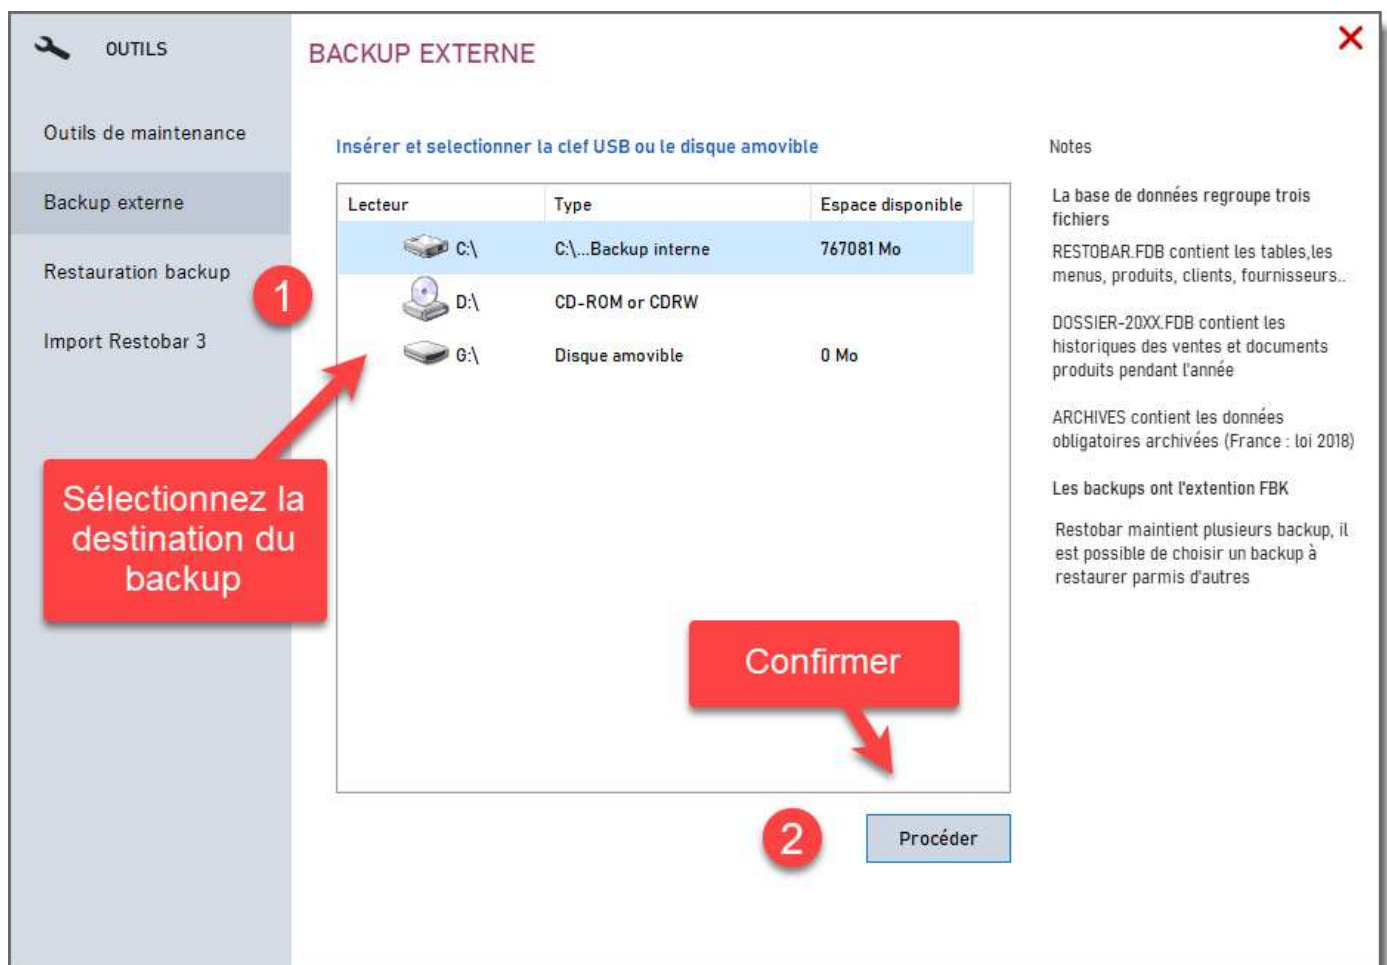 OUTILS
BACKUP EXTERNE
Outils de maintenance
Backup externe
Restauration backup
Import Restobar 3
Insérer et selectionner la clef USB ou le disque amovible
Lecteur Type Espace disponible
C:\ C:\...Backup interne 767081 Mo
D:\ CD-ROM or CDRW
G:\ Disque amovible 0 Mo
1
Sélectionnez la
destination du
backup
Confirmer
2
Procéder
Notes
La base de données regroupe trois
fichiers
RESTOBAR.FDB contient les tables,les
menus, produits, clients, fournisseurs..
DOSSIER-20XX.FDB contient les
historiques des ventes et documents
produits pendant l'année
ARCHIVES contient les données
obligatoires archivées (France : loi 2018)
Les backups ont l'extention FBK
Restobar maintient plusieurs backup, il
est possible de choisir un backup à
restaurer parmis d'autres